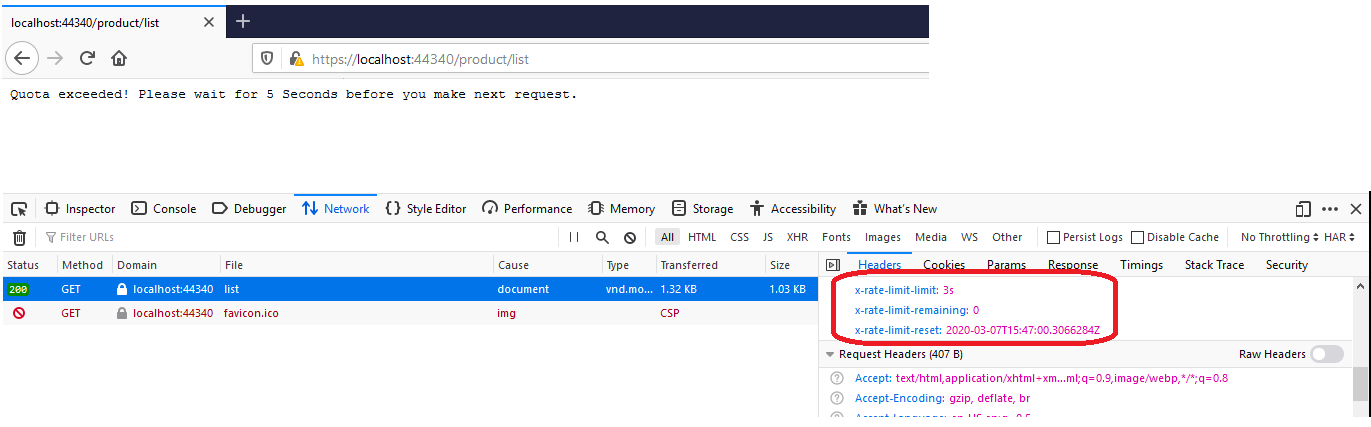 localhost:44340/product/list
https://localhost:44340/product/list
Quota exceeded! Please wait for 5 Seconds before you make next request.
Inspector Console Debugger Network Style Editor Performance Memory Storage Accessibility What's New
Filter URLs All HTML CSS JS XHR Fonts Images Media WS Other Persist Logs Disable Cache No Throttling HAR
Status Method Domain File Cause Type Transferred Size Headers Cookies Params Response Timings Stack Trace Security
200 GET localhost:44340 list document vnd.mo... 1.32 KB 1.03 KB
GET localhost:44340 favicon.ico img CSP
x-rate-limit-limit: 3s
x-rate-limit-remaining: 0
x-rate-limit-reset: 2020-03-07T15:47:00.3066284Z
Request Headers (407 B) Raw Headers
Accept: text/html,application/xhtml+xm...ml;q=0.9,image/webp,*/*;q=0.8
Accept-Encoding: gzip, deflate, br